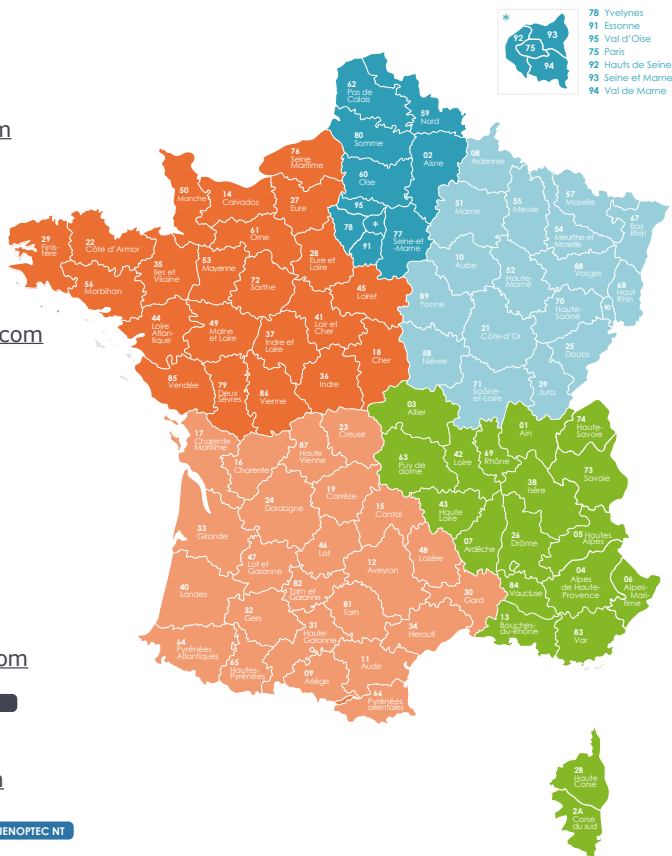 *
92
93
75
94
78 Yvelynes
91 Essonne
95 Val d'Oise
75 Paris
92 Hauts de Seine
93 Seine et Marne
94 Val de Marne
m
.com
om
m
JENOPTEC NT
62
Pas de
Calais
59
Nord
80
Somme
02
Aisne
60
Oise
95
78
*
91
77
Seine-et
-Marne
76
Seine
Maritime
50
Manche
14
Calvados
27
Eure
61
Orne
29
Finis-
tère
22
Côte d'Armor
35
Iles et
Vilaine
53
Mayenne
28
Eure et
Loire
56
Morbihan
72
Sarthe
45
Loiret
44
Loire
Atlan-
tique
49
Maine
et Loire
37
Indre et
Loire
41
Loir et
Cher
18
Cher
85
Vendée
79
Deux
Sèvres
86
Vienne
36
Indre
08
Ardennes
51
Marne
55
Meuse
57
Moselle
54
Meurthe et
Moselle
67
Bas
Rhin
10
Aube
52
Haute-
Marne
88
Vosges
68
Haut
Rhin
89
Yonne
70
Haute-
Saône
90
21
Côte-d'Or
25
Doubs
58
Nièvre
71
Saône-
et-Loire
39
Jura
03
Allier
01
Ain
74
Haute-
Savoie
63
Puy de
dome
42
Loire
69
Rhône
73
Savoie
38
Isère
43
Haute
Loire
07
Ardèche
26
Drôme
05 Hautes
Alpes
84
Vaucluse
04
Alpes
de Haute-
Provence
06
Alpes-
Mari-
time
13
Bouches-
du-Rhône
83
Var
17
Charente
Maritime
16
Charente
87
Haute
Vienne
23
Creuse
24
Dordogne
19
Corrèze
15
Cantal
33
Gironde
47
Lot et
Garonne
46
Lot
12
Aveyron
48
Lozère
30
Gard
40
Landes
82
Tarn et
Garonne
32
Gers
81
Tarn
34
Herault
31
Haute-
Garonne
64
Pyrénées
Atlantiques
65
Hautes-
Pyrénées
09
Ariège
11
Aude
66
Pyrénées
orientales
2B
Haute
Corse
2A
Corse
du sud